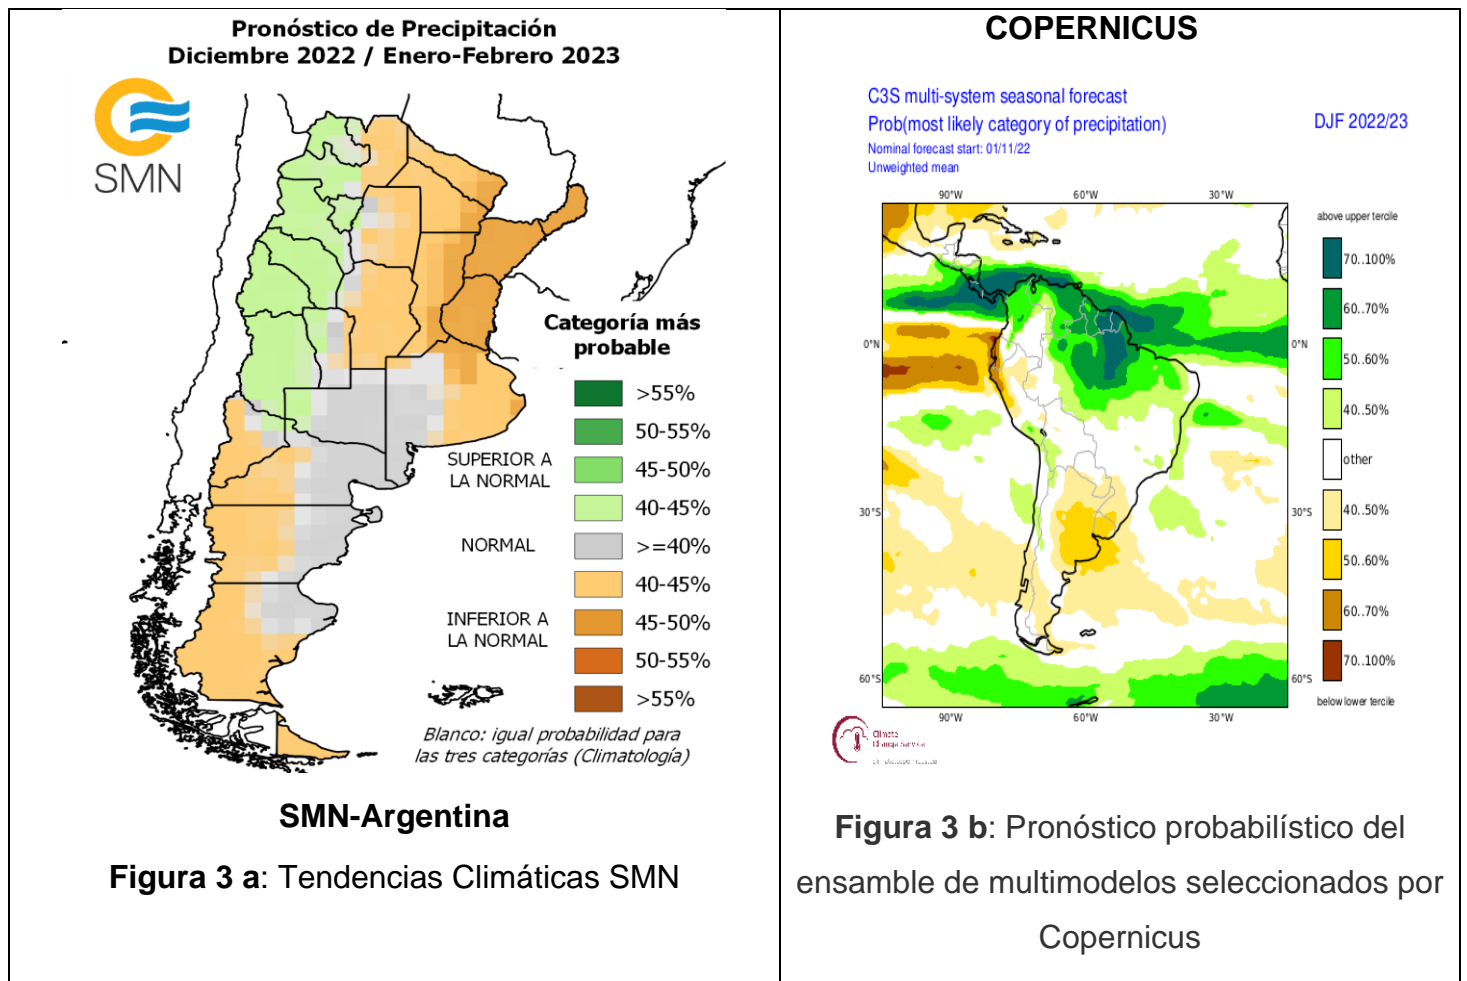 Pronóstico de Precipitación
Diciembre 2022 / Enero-Febrero 2023
SMN
Categoría más
probable
>55%
50-55%
SUPERIOR A
LA NORMAL
45-50%
40-45%
NORMAL
>=40%
40-45%
INFERIOR A
LA NORMAL
45-50%
50-55%
>55%
Blanco: igual probabilidad para
las tres categorías (Climatología)
SMN-Argentina
Figura 3 a: Tendencias Climáticas SMN
COPERNICUS
C3S multi-system seasonal forecast
Prob(most likely category of precipitation)
DJF 2022/23
Nominal forecast start: 01/11/22
Unweighted mean
90°W 60°W 30°W
above upper tercile
70..100%
60..70%
0°N 0°N
50..60%
40..50%
other
30°S 30°S
40..50%
50..60%
60..70%
70..100%
60°S 60°S
below lower tercile
90°W 60°W 30°W
Climate
Change Service
Figura 3 b: Pronóstico probabilístico del
ensamble de multimodelos seleccionados por
Copernicus